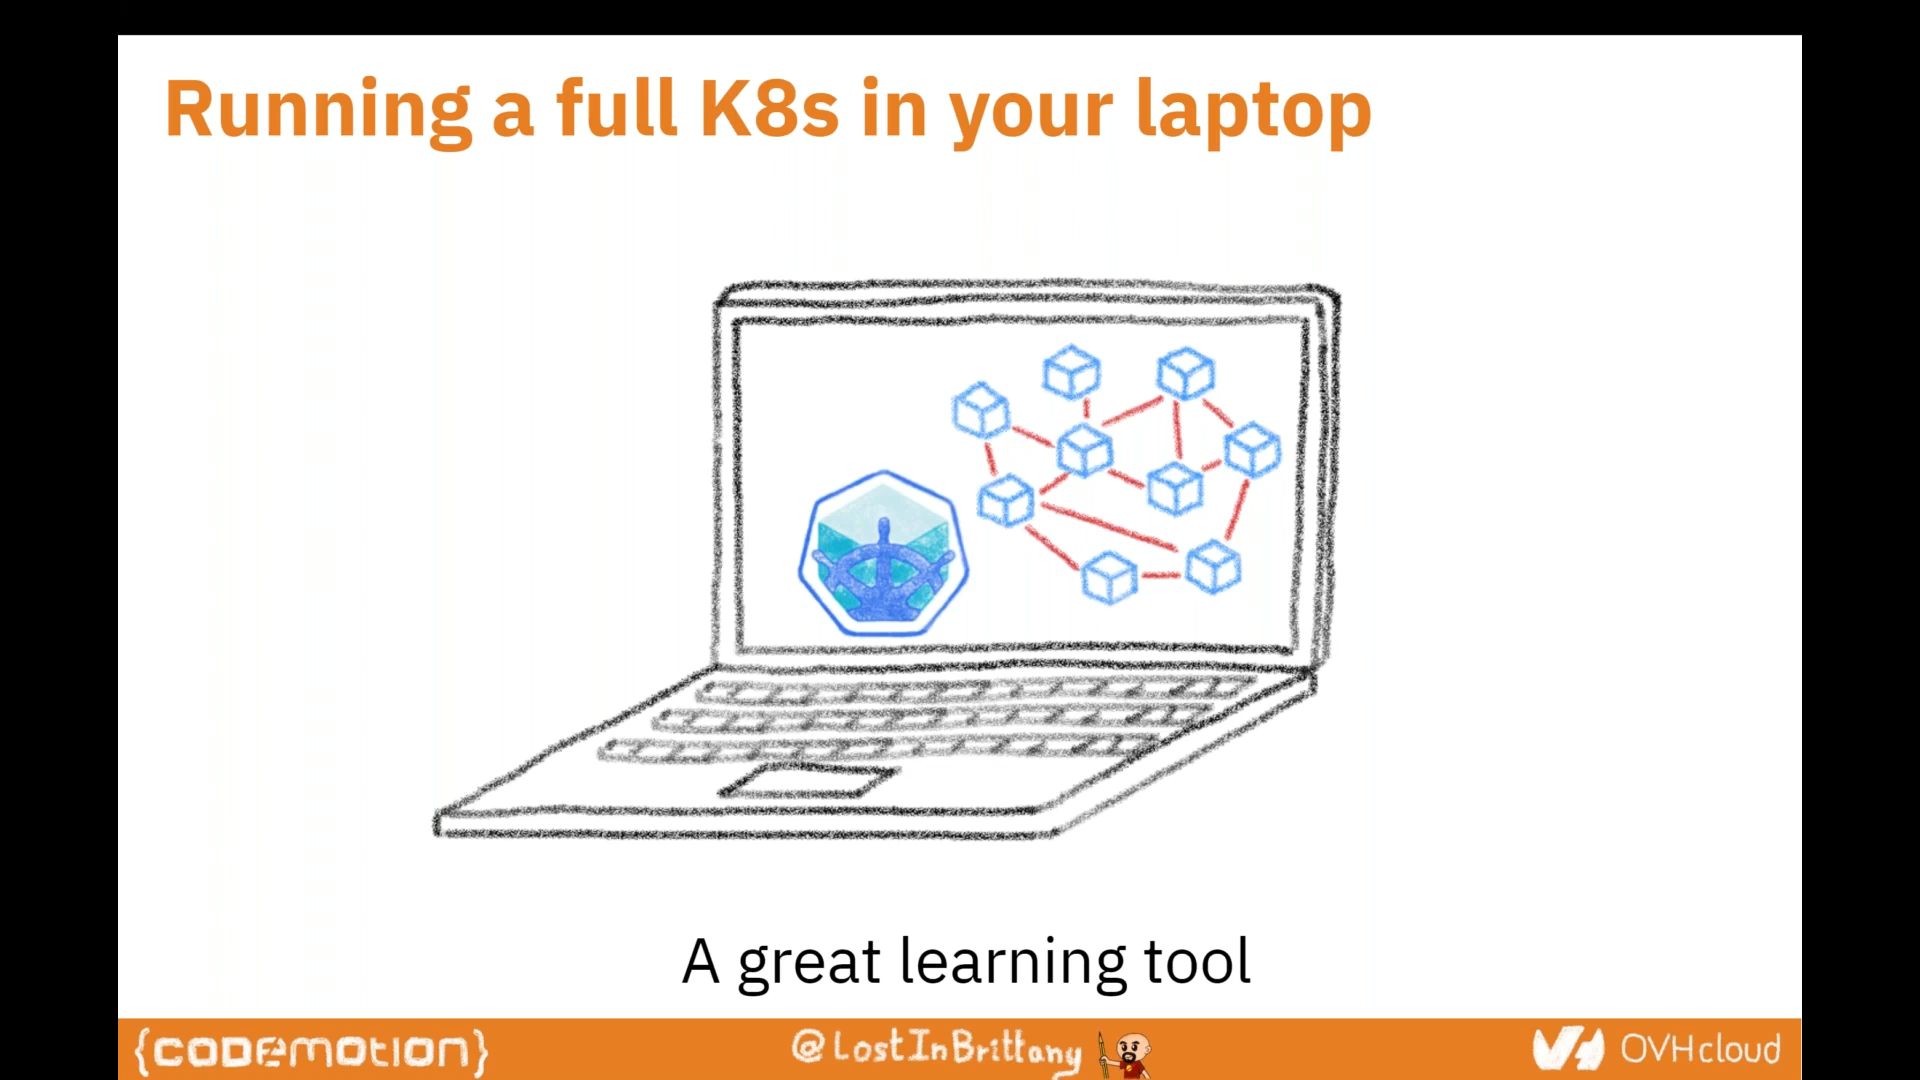 Running a full K8s in your laptop
A great learning tool
{CODEMOTION}
@LostInBrittany
OVHcloud